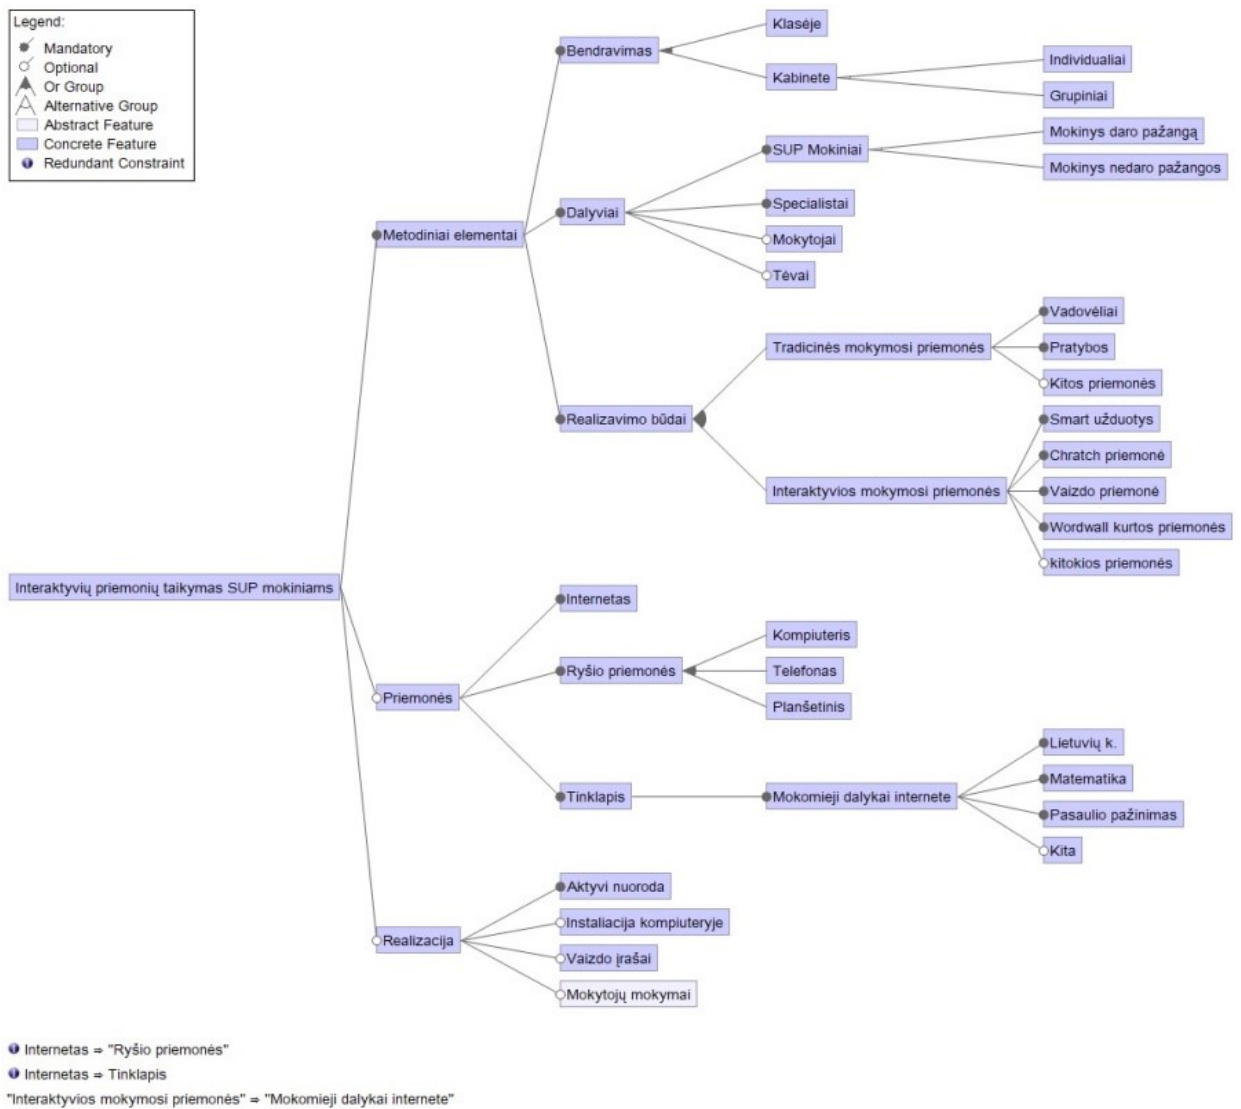 Legend:
Mandatory
Optional
Or Group
Alternative Group
Abstract Feature
Concrete Feature
Redundant Constraint
Interaktyvių priemonių taikymas SUP mokiniams
Metodiniai elementai
Bendravimas
Klasėje
Kabinete
Individualiai
Grupiniai
Dalyviai
SUP Mokiniai
Mokinys daro pažangą
Mokinys nedaro pažangos
Specialistai
Mokytojai
Tėvai
Realizavimo būdai
Tradicinės mokymosi priemonės
Vadovėliai
Pratybos
Kitos priemonės
Interaktyvios mokymosi priemonės
Smart užduotys
Chratch priemonė
Vaizdo priemonė
Wordwall kurtos priemonės
kitokios priemonės
Priemonės
Internetas
Ryšio priemonės
Kompiuteris
Telefonas
Planšetinis
Tinklapis
Mokomieji dalykai internete
Lietuvių k.
Matematika
Pasaulio pažinimas
Kita
Realizacija
Aktyvi nuoroda
Instaliacija kompiuteryje
Vaizdo įrašai
Mokytojų mokymai
Internetas ⇒ "Ryšio priemonės"
Internetas ⇒ Tinklapis
"Interaktyvios mokymosi priemonės" ⇒ "Mokomieji dalykai internete"